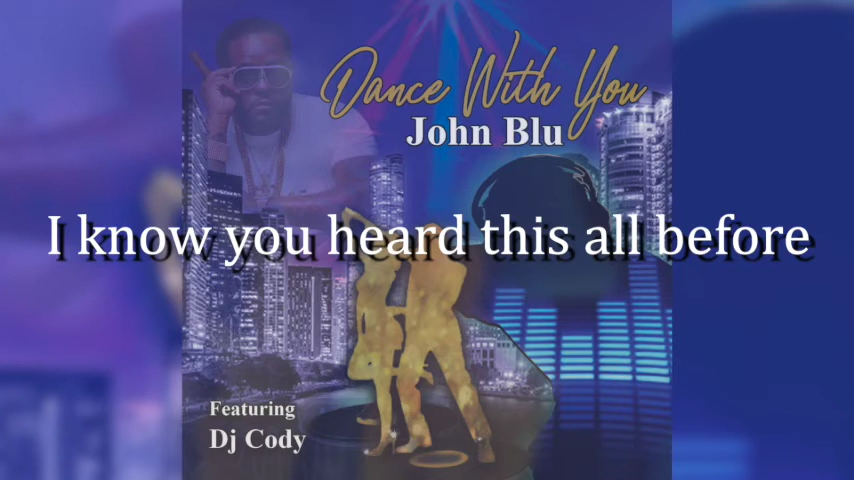 Dance With You
John Blu
I know you heard this all before
Featuring
Dj Cody